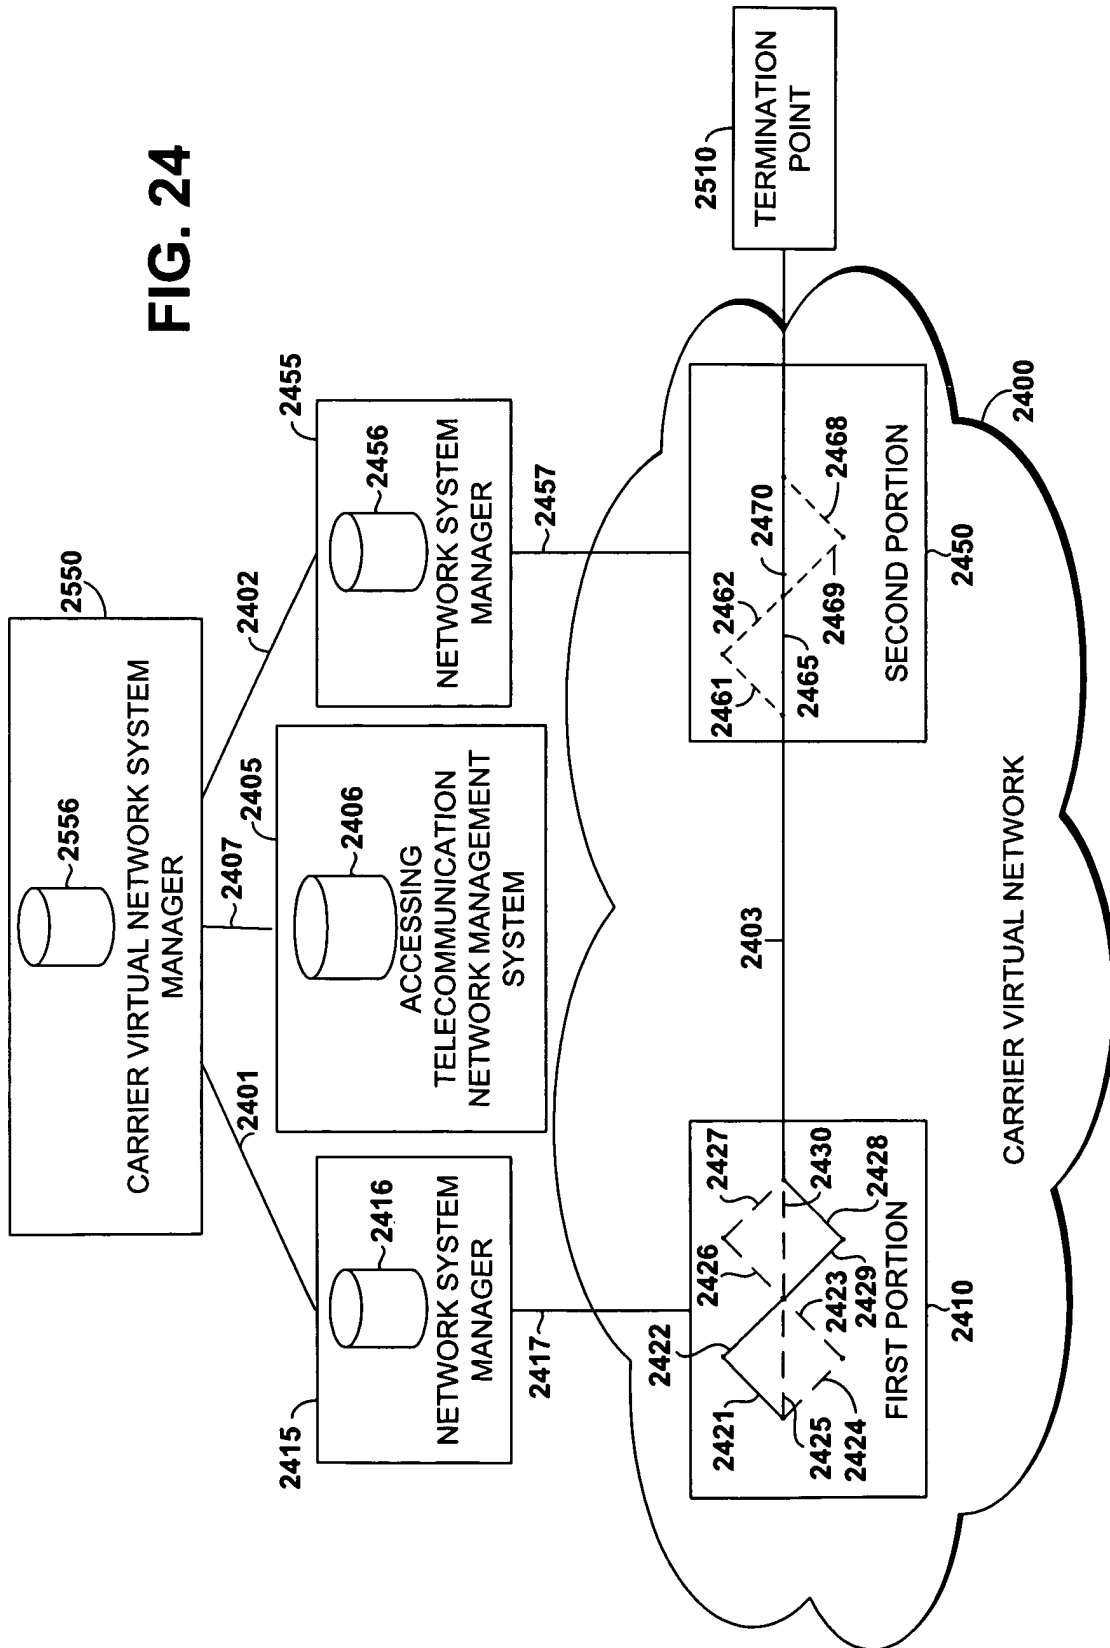 FIG. 24
2550
2556
CARRIER VIRTUAL NETWORK SYSTEM
MANAGER
2401
2407
2402
2415
2416
NETWORK SYSTEM
MANAGER
2417
2405
2406
ACCESSING
TELECOMMUNICATION
NETWORK MANAGEMENT
SYSTEM
2455
2456
NETWORK SYSTEM
MANAGER
2457
2422
2421
2425
2424
2426
2427
2423
2429
2430
2428
FIRST PORTION
2410
2403
2461
2462
2465
2469
2470
2468
SECOND PORTION
2450
2510
TERMINATION
POINT
CARRIER VIRTUAL NETWORK
2400